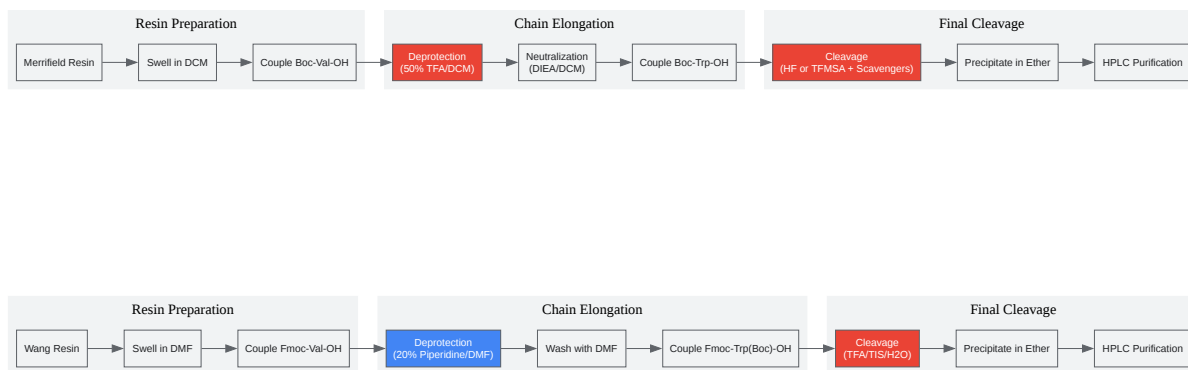 Resin Preparation
Chain Elongation
Final Cleavage
Merrifield Resin
Swell in DCM
Couple Boc-Val-OH
Deprotection
(50% TFA/DCM)
Neutralization
(DIEA/DCM)
Couple Boc-Trp-OH
Cleavage
(HF or TFMSA + Scavengers)
Precipitate in Ether
HPLC Purification
Resin Preparation
Chain Elongation
Final Cleavage
Wang Resin
Swell in DMF
Couple Fmoc-Val-OH
Deprotection
(20% Piperidine/DMF)
Wash with DMF
Couple Fmoc-Trp(Boc)-OH
Cleavage
(TFA/TIS/H2O)
Precipitate in Ether
HPLC Purification